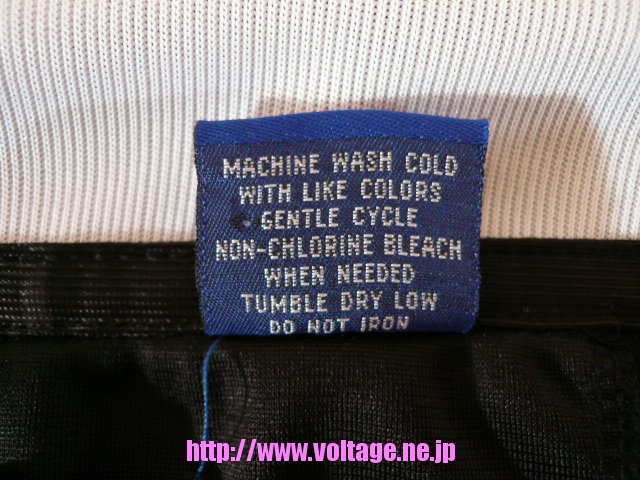 MACHINE WASH COLD
WITH LIKE COLORS
GENTLE CYCLE
NON-CHLORINE BLEACH
WHEN NEEDED
TUMBLE DRY LOW
DO NOT IRON
http://www.voltage.ne.jp